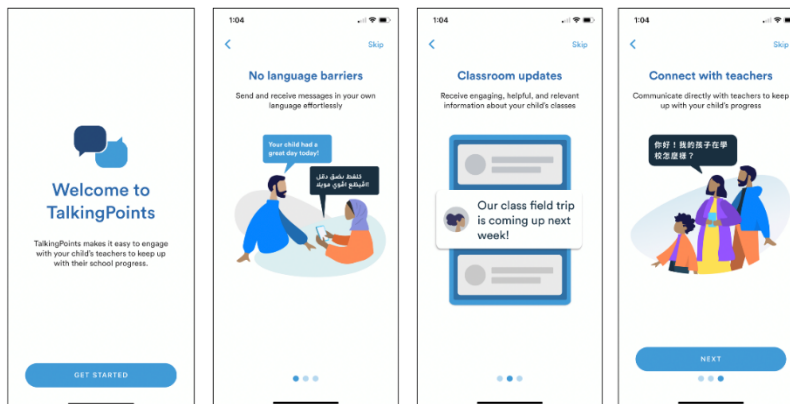 Welcome to
TalkingPoints
TalkingPoints makes it easy to engage
with your child's teachers to keep up
with their school progress.
GET STARTED
1:04
Skip
No language barriers
Send and receive messages in your own
language effortlessly
Your child had a
great day today!
1:04
Skip
Classroom updates
Receive engaging, helpful, and relevant
information about your child's classes
Our class field trip
is coming up next
week!
1:04
Skip
Connect with teachers
Communicate directly with teachers to keep
up with your child's progress
你好！我的孩子在學
校怎麼樣？
NEXT